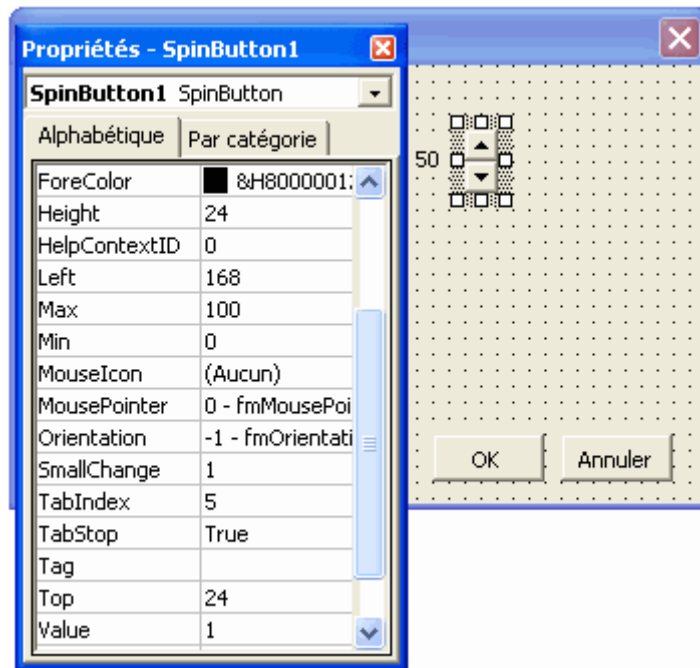 Propriétés - SpinButton1
SpinButton1 SpinButton
Alphabétique Par catégorie
ForeColor &H8000001
Height 24
HelpContextID 0
Left 168
Max 100
Min 0
MouseIcon (Aucun)
MousePointer 0 - fmMousePoi
Orientation -1 - fmOrientati
SmallChange 1
TabIndex 5
TabStop True
Tag
Top 24
Value 1
50
OK Annuler